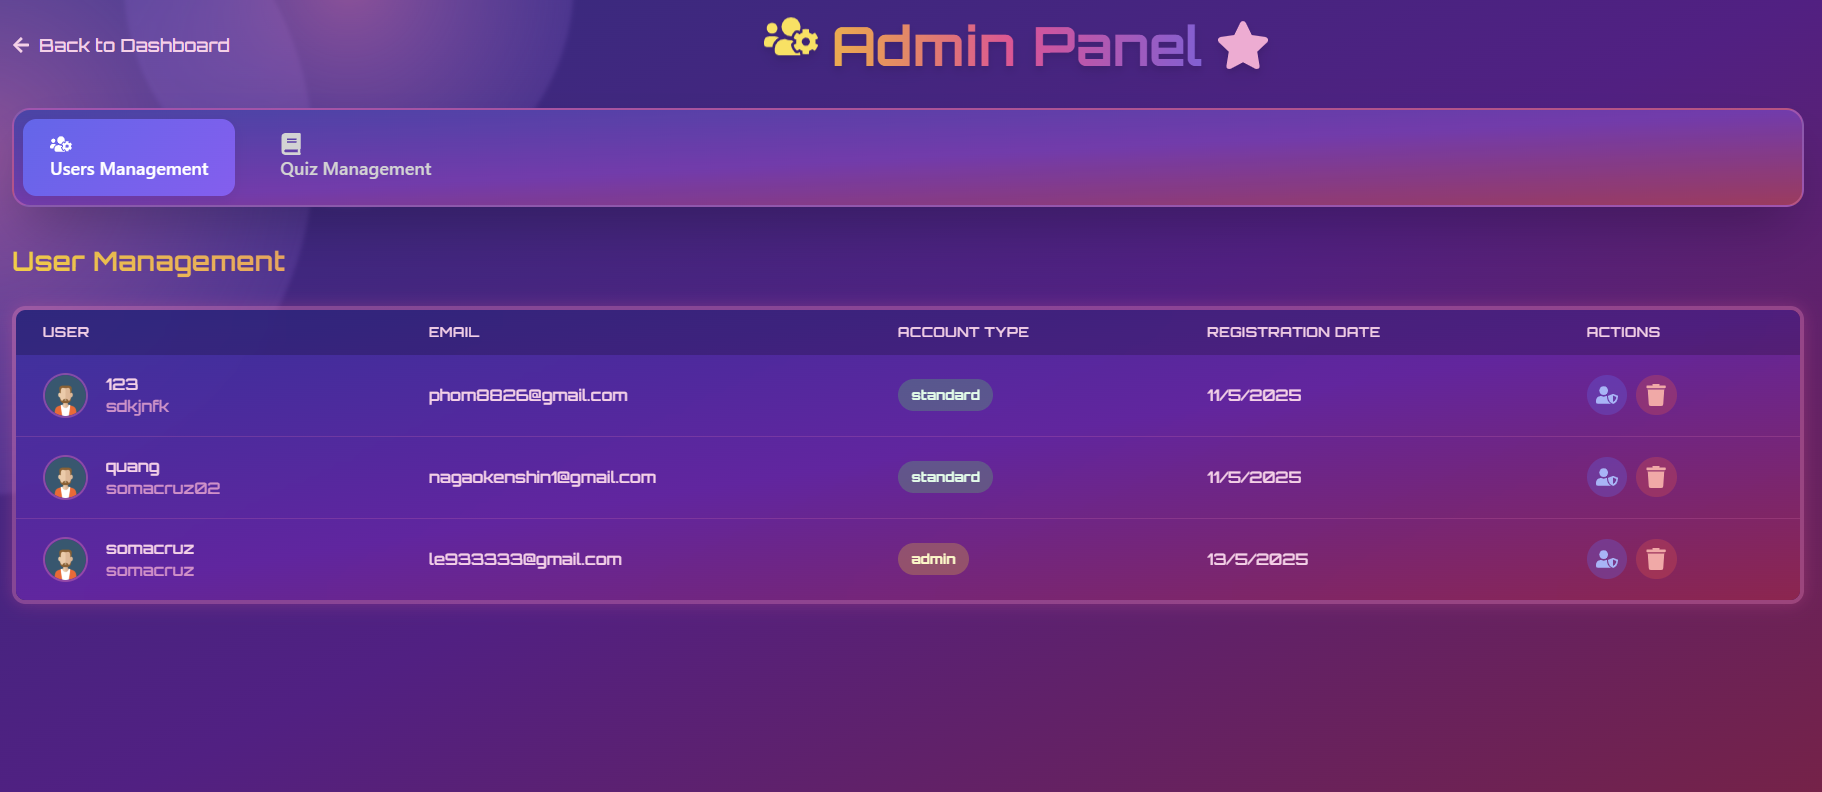 Back to Dashboard
Admin Panel
Users Management
Quiz Management
User Management
USER EMAIL ACCOUNT TYPE REGISTRATION DATE ACTIONS
123
sdkjnfk
phom8826@gmail.com standard 11/5/2025
quang
somacruz02
nagaokenshin1@gmail.com standard 11/5/2025
somacruz
somacruz
le933333@gmail.com admin 13/5/2025